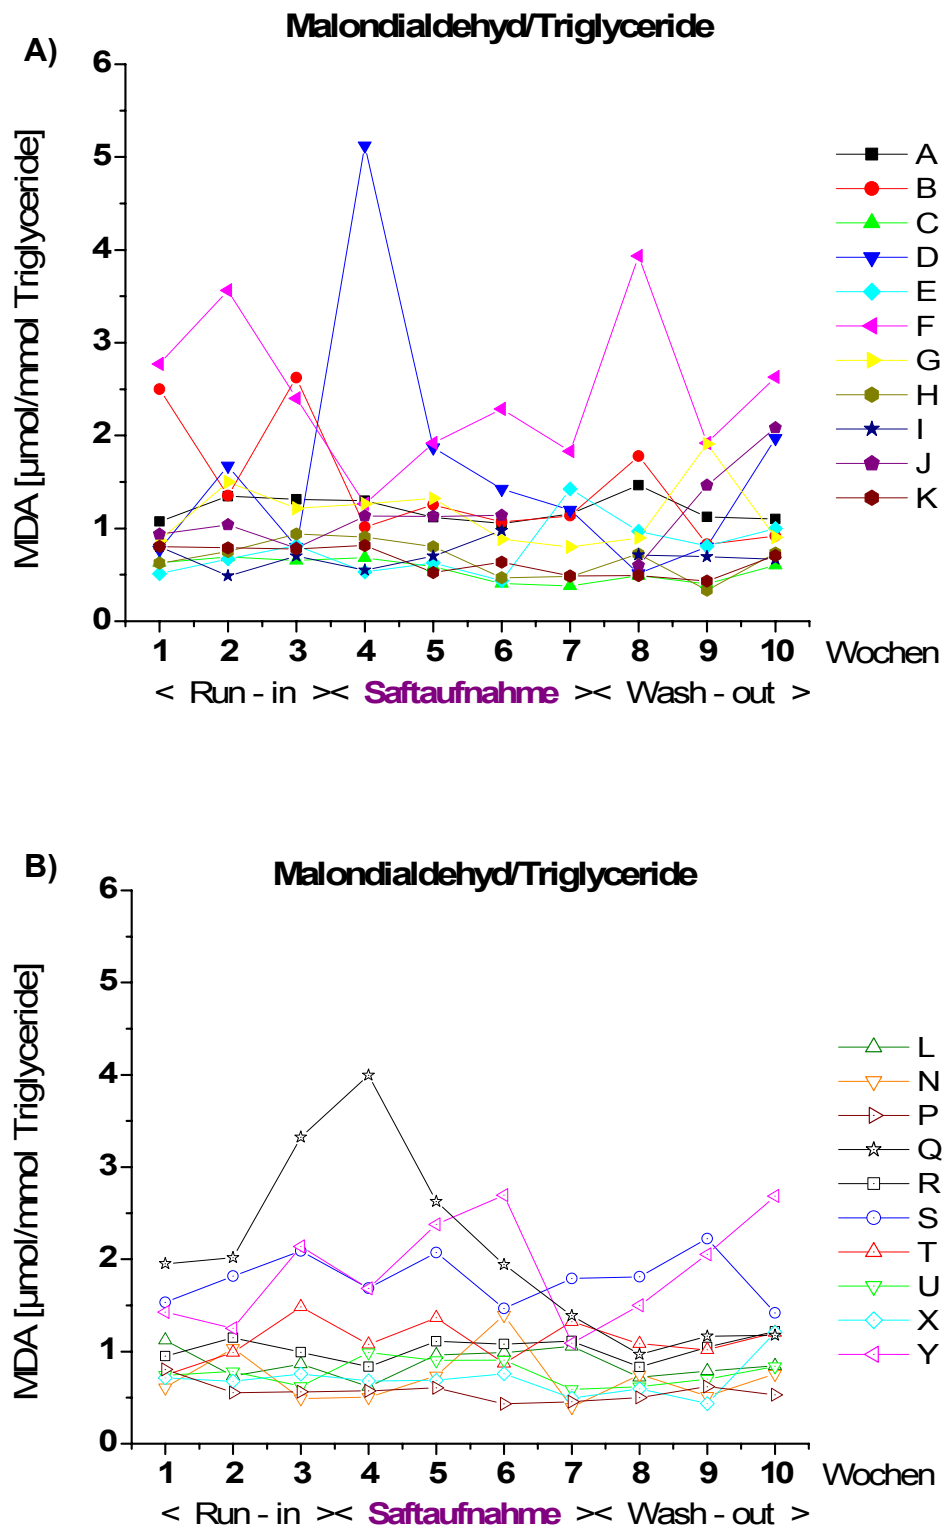 A)
Malondialdehyd/Triglyceride
MDA [µmol/mmol Triglyceride]
6
5
4
3
2
1
0
1 2 3 4 5 6 7 8 9 10 Wochen
< Run - in >< Saftaufnahme >< Wash - out >
A
B
C
D
E
F
G
H
I
J
K
B)
Malondialdehyd/Triglyceride
MDA [µmol/mmol Triglyceride]
6
5
4
3
2
1
0
1 2 3 4 5 6 7 8 9 10 Wochen
< Run - in >< Saftaufnahme >< Wash - out >
L
N
P
Q
R
S
T
U
X
Y